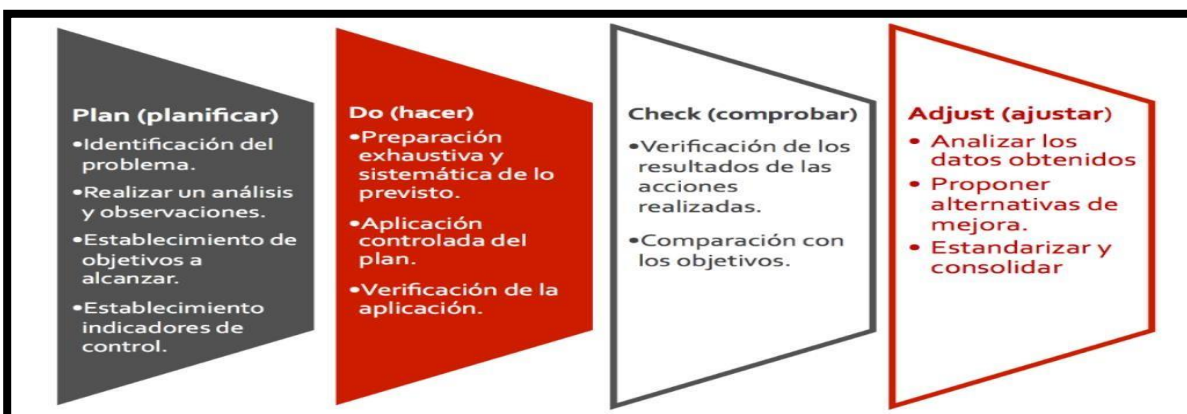 Plan (planificar)
•Identificación del
problema.
•Realizar un análisis
y observaciones.
•Establecimiento de
objetivos a
alcanzar.
•Establecimiento
indicadores de
control.
Do (hacer)
•Preparación
exhaustiva y
sistemática de lo
previsto.
•Aplicación
controlada del
plan.
•Verificación de la
aplicación.
Check (comprobar)
•Verificación de los
resultados de las
acciones
realizadas.
•Comparación con
los objetivos.
Adjust (ajustar)
• Analizar los
datos obtenidos
• Proponer
alternativas de
mejora.
• Estandarizar y
consolidar